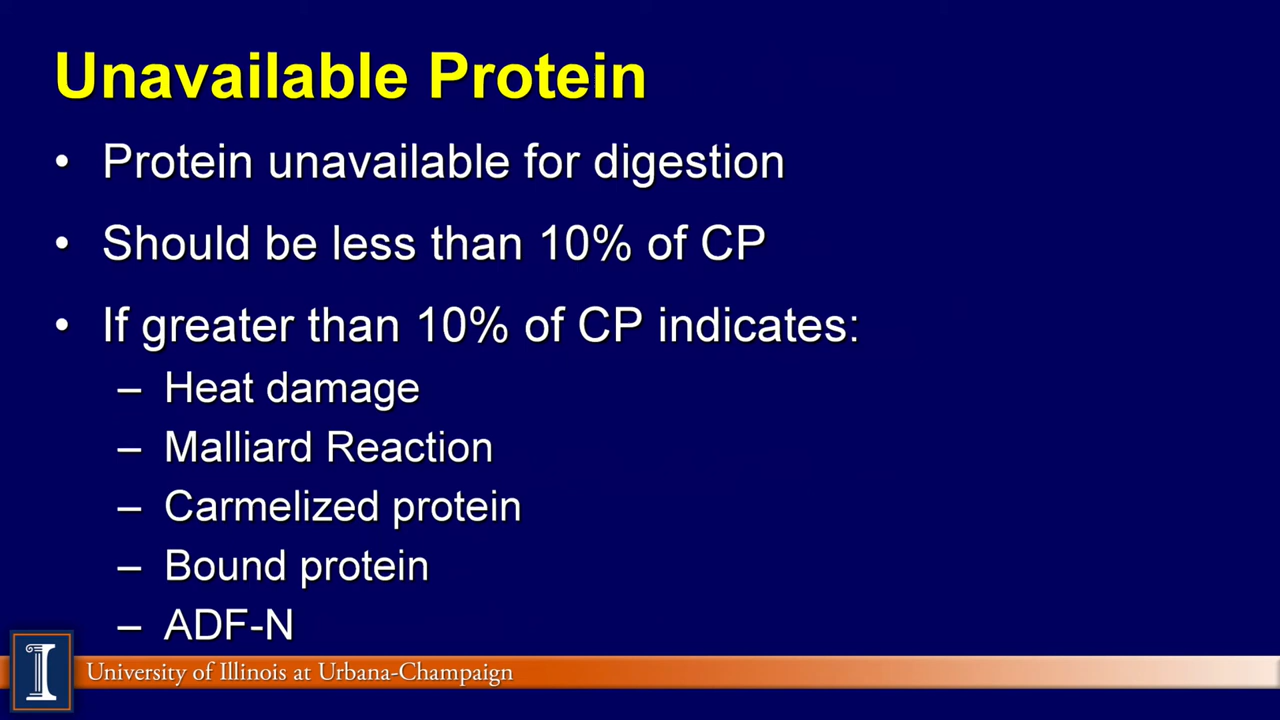 Unavailable Protein
• Protein unavailable for digestion
• Should be less than 10% of CP
• If greater than 10% of CP indicates:
– Heat damage
– Malliard Reaction
– Carmelized protein
– Bound protein
– ADF-N
I
University of Illinois at Urbana-Champaign